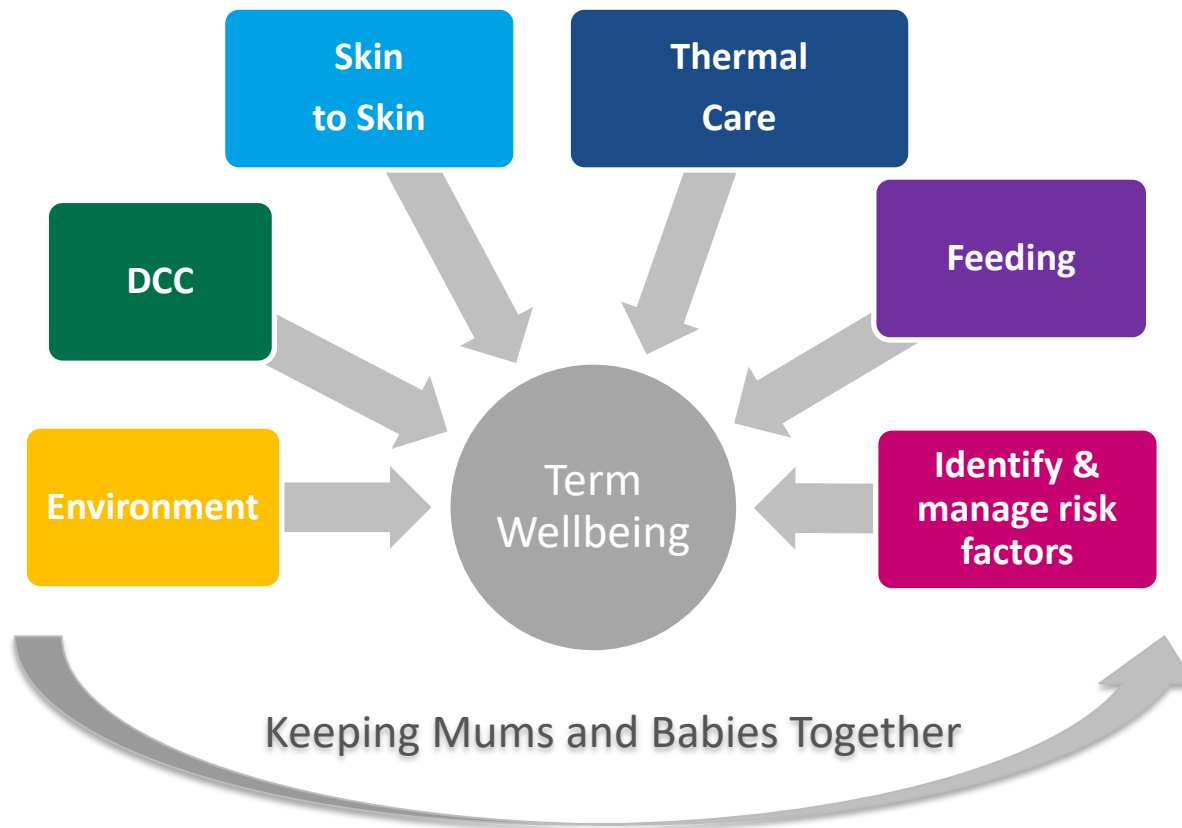 Skin
to Skin
Thermal
Care
DCC
Feeding
Environment
Term
Wellbeing
Identify &
manage risk
factors
Keeping Mums and Babies Together